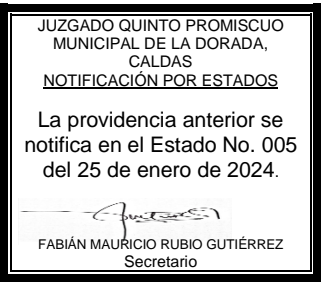 JUZGADO QUINTO PROMISCUO
MUNICIPAL DE LA DORADA,
CALDAS
NOTIFICACIÓN POR ESTADOS
La providencia anterior se
notifica en el Estado No. 005
del 25 de enero de 2024.
FABIÁN MAURICIO RUBIO GUTIÉRREZ
Secretario